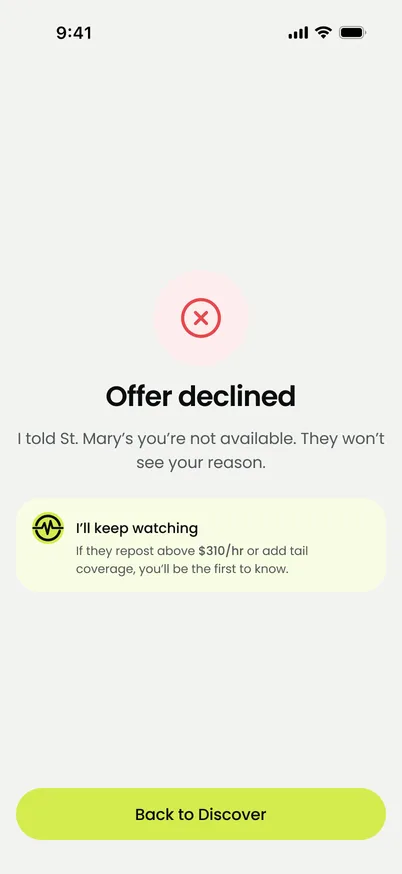 9:41
Offer declined
I told St. Mary’s you’re not available. They won’t
see your reason.
I’ll keep watching
If they repost above $310/hr or add tail
coverage, you’ll be the first to know.
Back to Discover